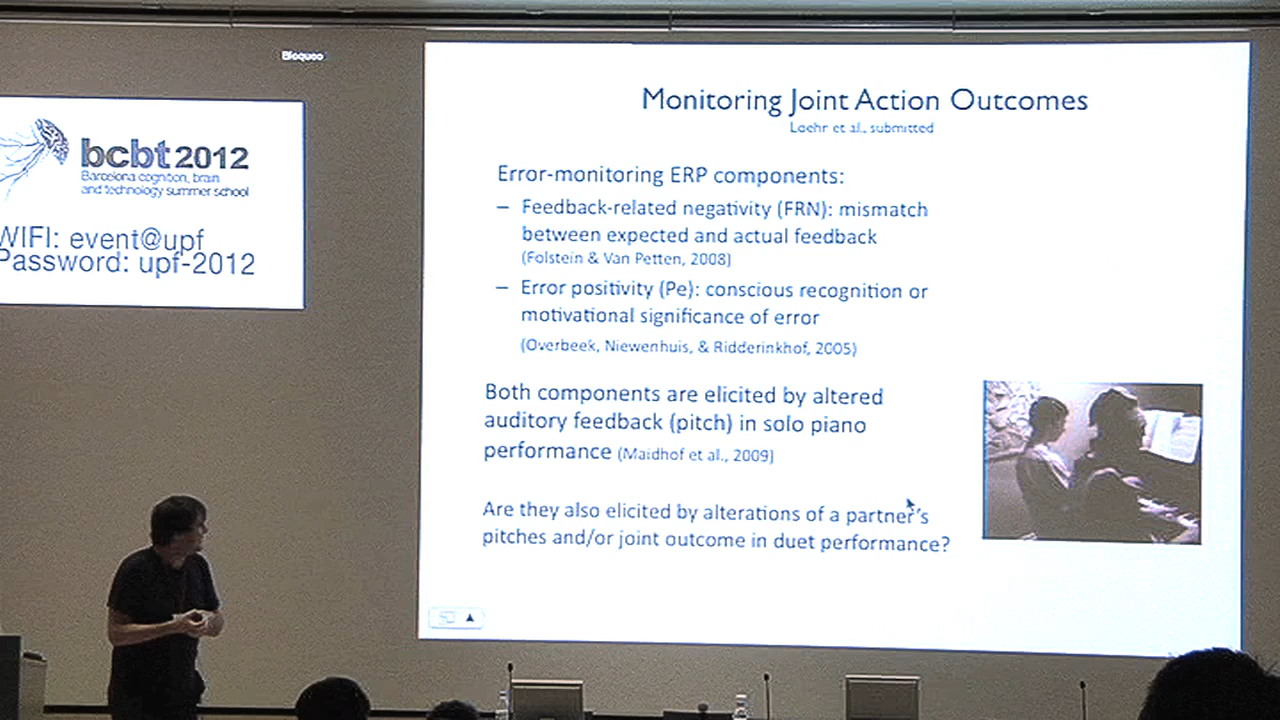 Bloqueo
bcbt 2012
Barcelona cognition, brain
and technology summer school
WIFI: event@upf
Password: upf-2012
Monitoring Joint Action Outcomes
Loehr et al., submitted
Error-monitoring ERP components:
– Feedback-related negativity (FRN): mismatch
between expected and actual feedback
(Folstein & Van Petten, 2008)
– Error positivity (Pe): conscious recognition or
motivational significance of error
(Overbeek, Niewenhuis, & Ridderinkhof, 2005)
Both components are elicited by altered
auditory feedback (pitch) in solo piano
performance (Maidhof et al., 2009)
Are they also elicited by alterations of a partner's
pitches and/or joint outcome in duet performance?